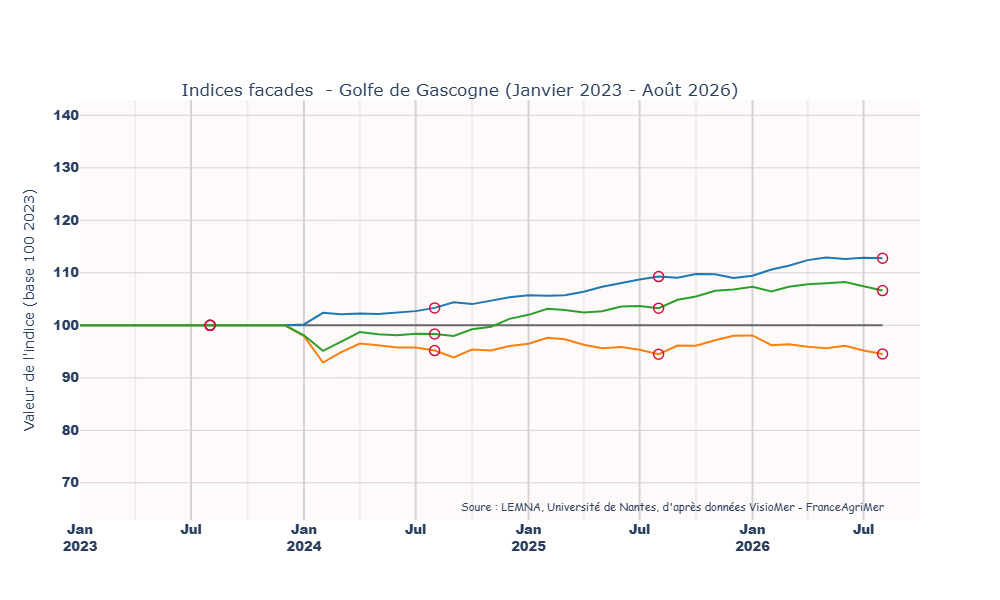 Indices facades  - Golfe de Gascogne (Janvier 2023 - Août 2026)
Valeur de l'indice (base 100 2023)
140
130
120
110
100
90
80
70
Soure : LEMNA, Université de Nantes, d'après données VisioMer - FranceAgriMer
Jan Jul Jan Jul Jan Jul Jan Jul
2023 2024 2025 2026